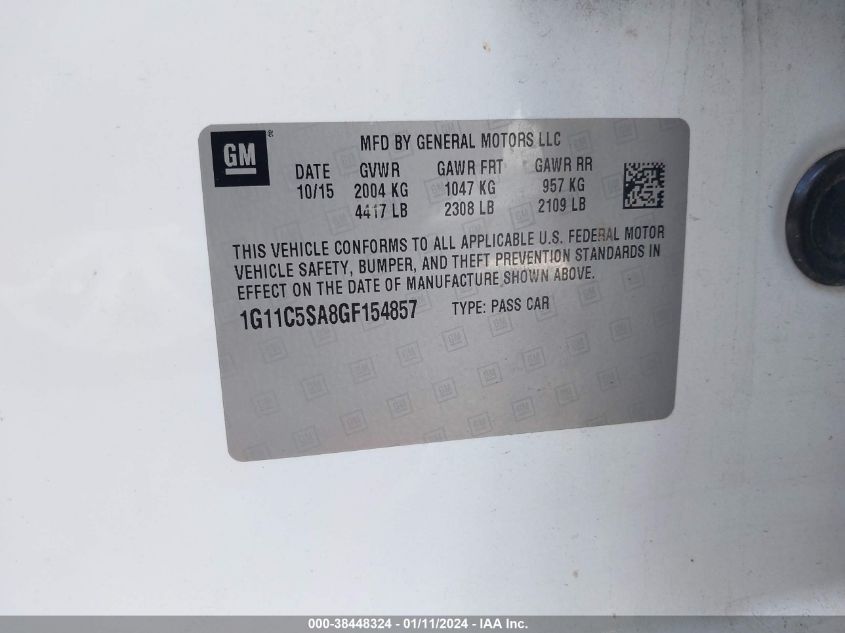 GM ® MFD BY GENERAL MOTORS LLC
DATE GVWR GAWR FRT GAWR RR
10/15 2004 KG 1047 KG 957 KG
4417 LB 2308 LB 2109 LB
THIS VEHICLE CONFORMS TO ALL APPLICABLE U.S. FEDERAL MOTOR
VEHICLE SAFETY, BUMPER, AND THEFT PREVENTION STANDARDS IN
EFFECT ON THE DATE OF MANUFACTURE SHOWN ABOVE.
1G11C5SA8GF154857 TYPE: PASS CAR
000-38448324 - 01/11/2024 - IAA Inc.